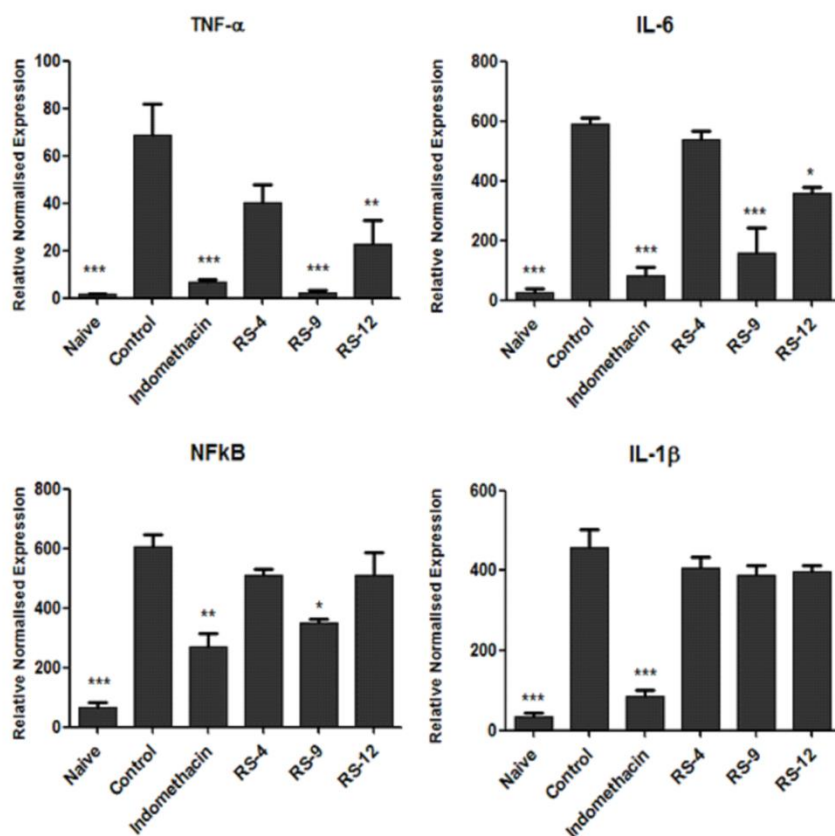 TNF-α
Relative Normalised Expression
100
80
60
40
20
0
***
***
***
**
Naive
Control
Indomethacin
RS-4
RS-9
RS-12
IL-6
Relative Normalised Expression
800
600
400
200
0
***
***
***
*
Naive
Control
Indomethacin
RS-4
RS-9
RS-12
NFkB
Relative Normalised Expression
800
600
400
200
0
***
**
*
Naive
Control
Indomethacin
RS-4
RS-9
RS-12
IL-1β
Relative Normalised Expression
600
400
200
0
***
***
Naive
Control
Indomethacin
RS-4
RS-9
RS-12